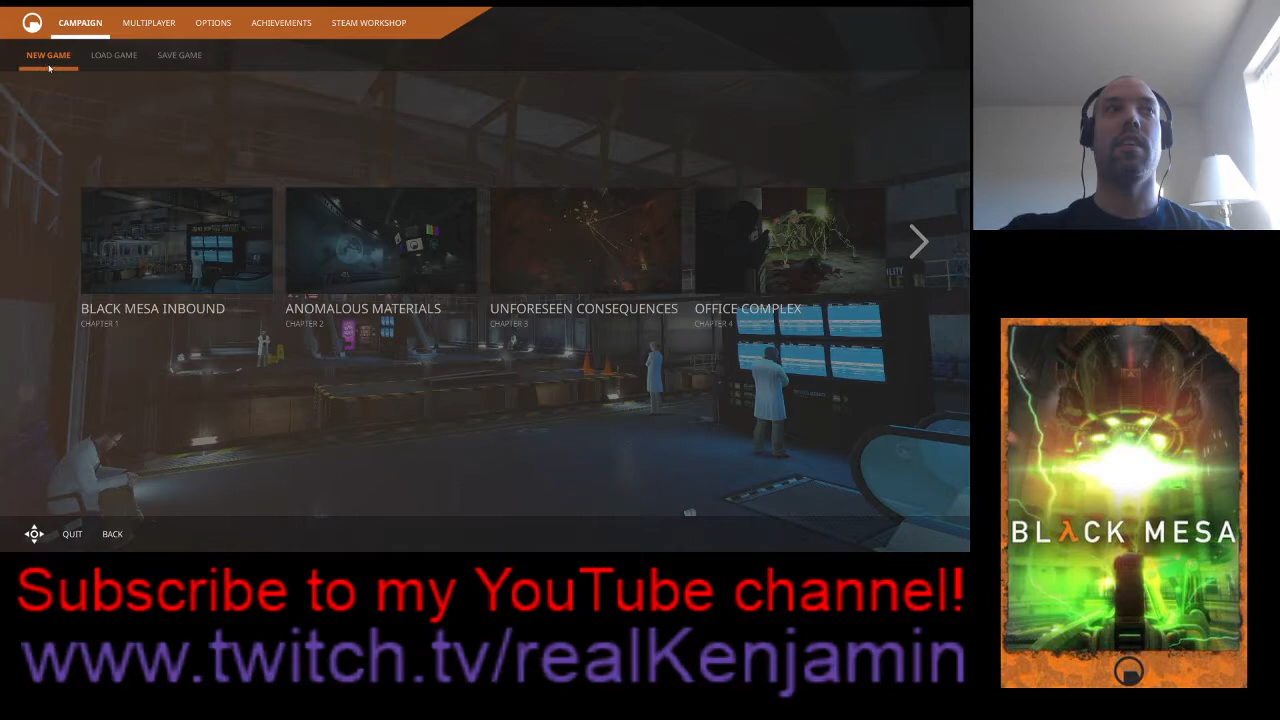 CAMPAIGN MULTIPLAYER OPTIONS ACHIEVEMENTS STEAM WORKSHOP
NEW GAME LOAD GAME SAVE GAME
BLACK MESA INBOUND
CHAPTER 1
ANOMALOUS MATERIALS
CHAPTER 2
UNFORESEEN CONSEQUENCES
CHAPTER 3
OFFICE COMPLEX
CHAPTER 4
QUIT BACK
BLλCK MESA
Subscribe to my YouTube channel!
www.twitch.tv/realKenjamin